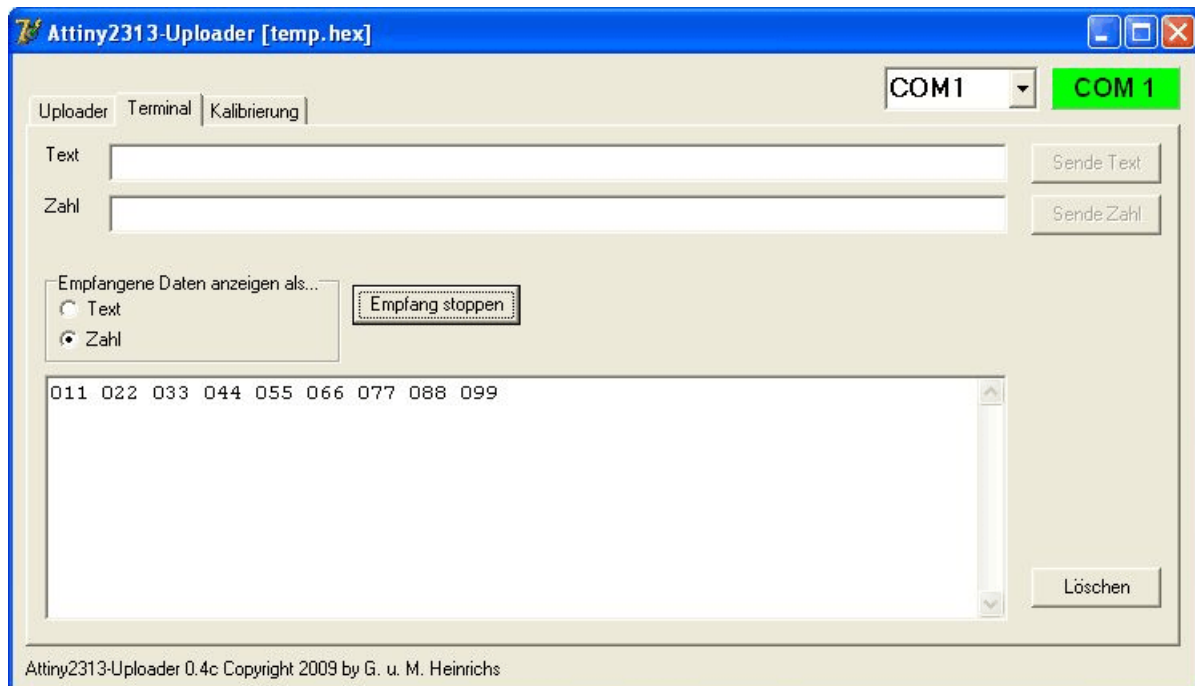 Attiny2313-Uploader [temp.hex]
COM1
COM 1
Uploader Terminal Kalibrierung
Text
Sende Text
Zahl
Sende Zahl
Empfangene Daten anzeigen als...
Text
Empfang stoppen
Zahl
011 022 033 044 055 066 077 088 099
Löschen
Attiny2313-Uploader 0.4c Copyright 2009 by G. u. M. Heinrichs